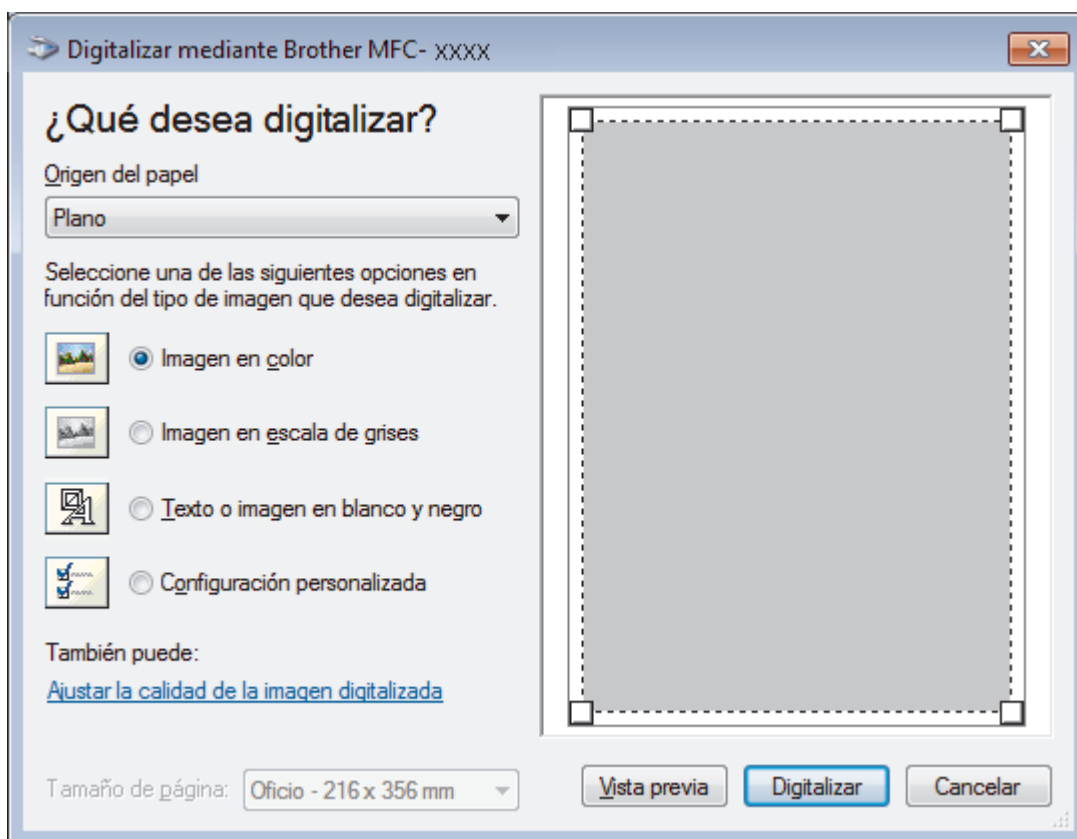 Digitalizar mediante Brother MFC- xxxx
¿Qué desea digitalizar?
Origen del papel
Plano
Seleccione una de las siguientes opciones en
función del tipo de imagen que desea digitalizar.
Imagen en color
Imagen en escala de grises
Texto o imagen en blanco y negro
Configuración personalizada
También puede:
Ajustar la calidad de la imagen digitalizada
Tamaño de página: Oficio - 216 x 356 mm
Vista previa Digitalizar Cancelar